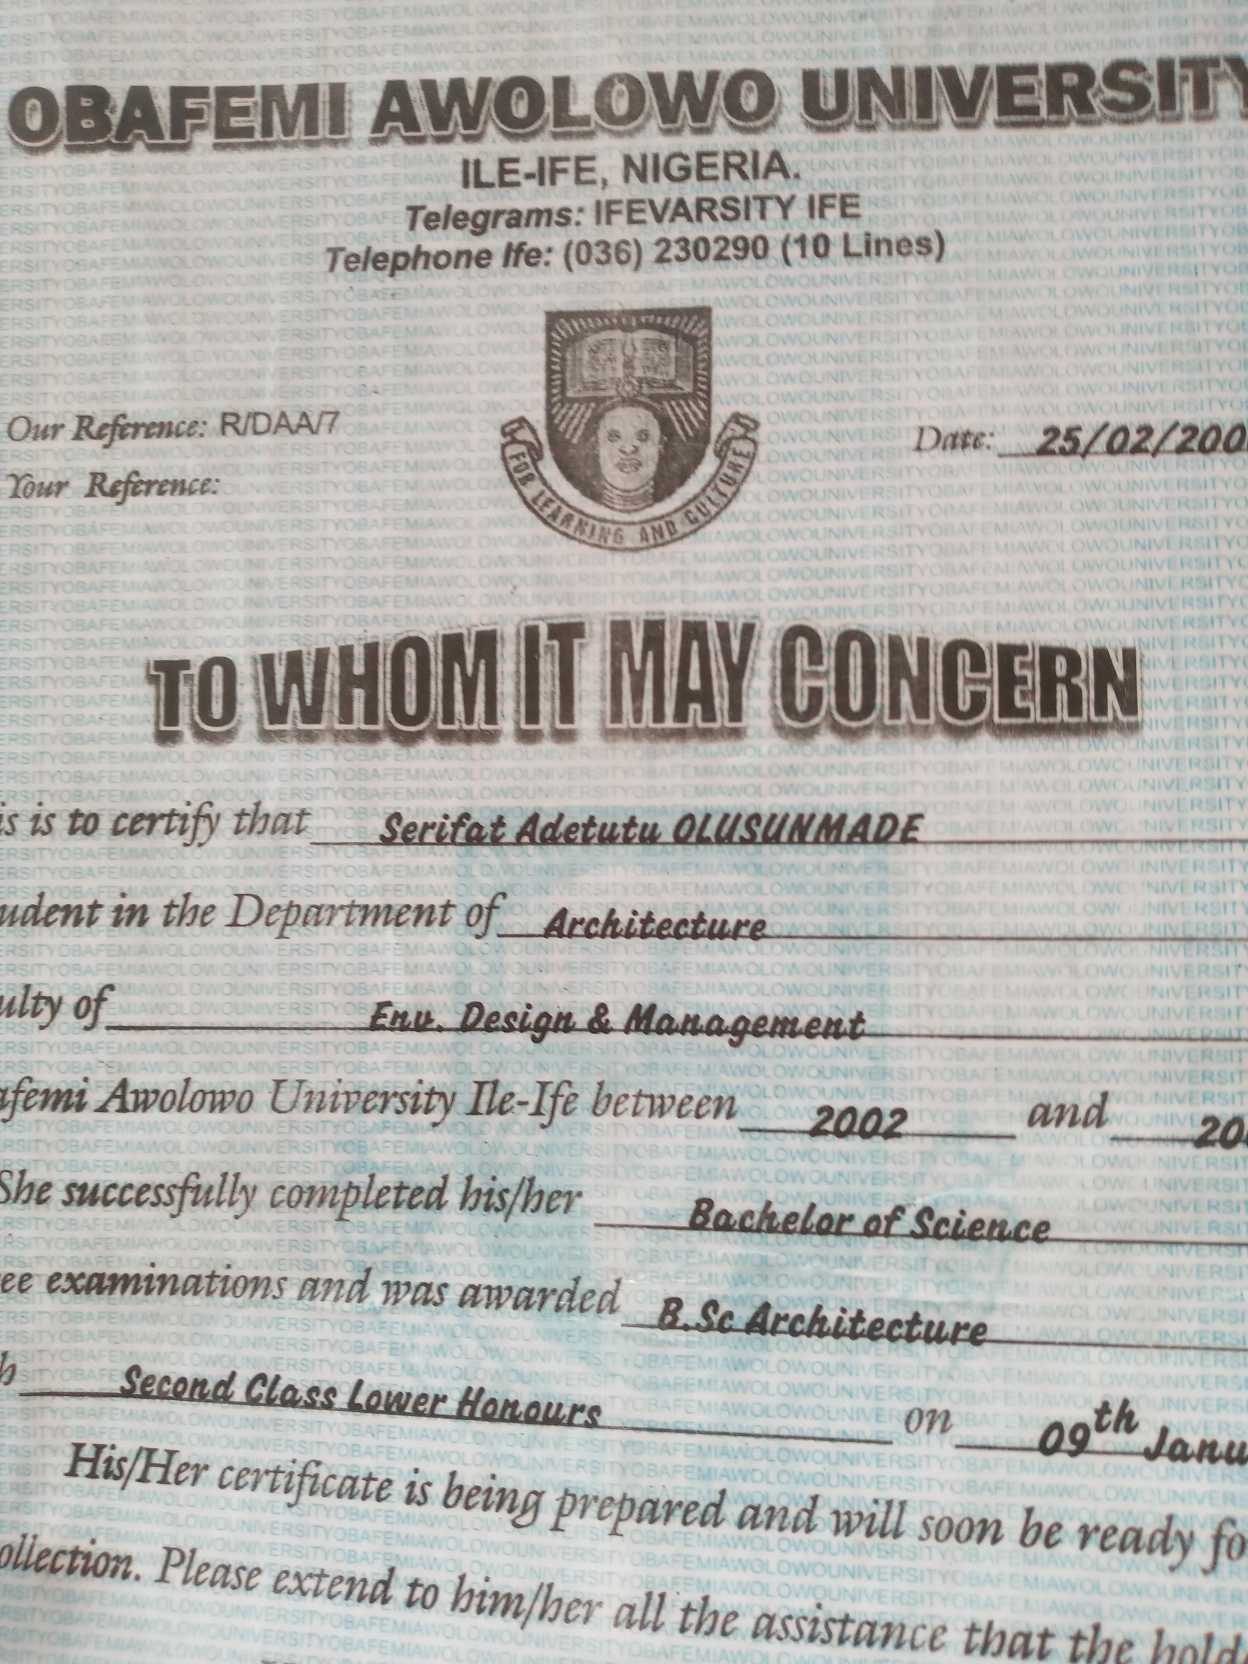 OBAFEMI AWOLOWO UNIVERSITY
ILE-IFE, NIGERIA.
Telegrams: IFEVARSITY IFE
Telephone Ife: (036) 230290 (10 Lines)
FOR LEARNING AND CULTURE
Our Reference: R/DAA/7
Date: 25/02/200
Your Reference:
TO WHOM IT MAY CONCERN
is is to certify that Serifat Adetutu OLUSUNMADE
udent in the Department of Architecture
ulty of Env. Design & Management
afemi Awolowo University Ile-Ife between 2002 and 20
She successfully completed his/her Bachelor of Science
ee examinations and was awarded B.Sc Architecture
h Second Class Lower Honours on 09th Janu
His/Her certificate is being prepared and will soon be ready fo
ollection. Please extend to him/her all the assistance that the hold